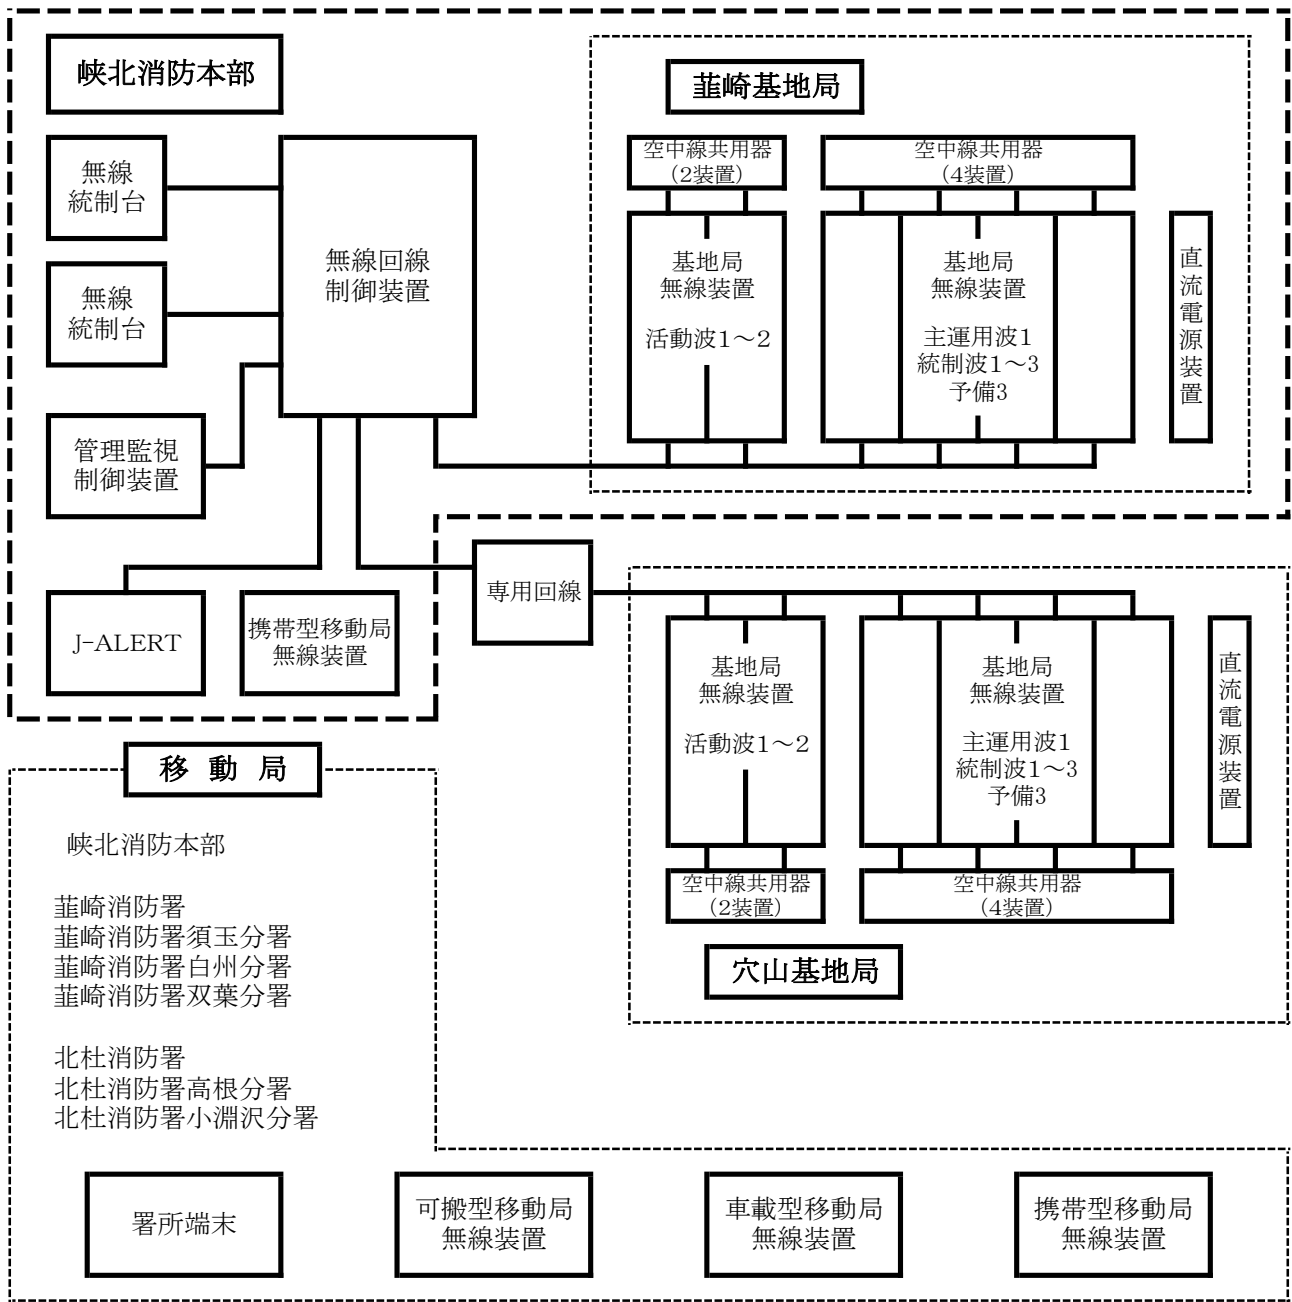 峡北消防本部
韮崎基地局
無線
統制台
無線
統制台
管理監視
制御装置
無線回線
制御装置
J-ALERT
携帯型移動局
無線装置
空中線共用器
(2装置)
空中線共用器
(4装置)
基地局
無線装置
活動波1～2
基地局
無線装置
主運用波1
統制波1～3
予備3
直流電源装置
専用回線
基地局
無線装置
活動波1～2
基地局
無線装置
主運用波1
統制波1～3
予備3
直流電源装置
空中線共用器
(2装置)
空中線共用器
(4装置)
穴山基地局
移 動 局
峡北消防本部
韮崎消防署
韮崎消防署須玉分署
韮崎消防署白州分署
韮崎消防署双葉分署
北杜消防署
北杜消防署高根分署
北杜消防署小淵沢分署
署所端末
可搬型移動局
無線装置
車載型移動局
無線装置
携帯型移動局
無線装置